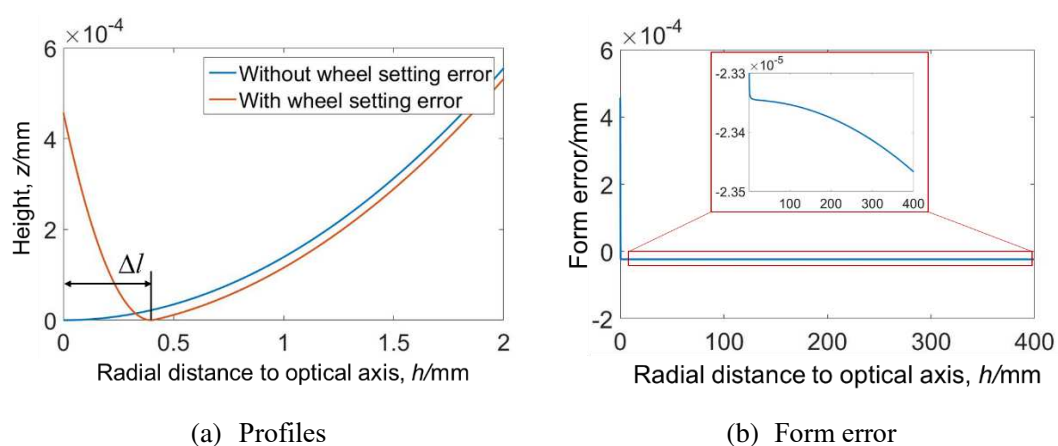 ×10⁻⁴
6
4
2
0
Height, z/mm
Without wheel setting error
With wheel setting error
Δl
0 0.5 1 1.5 2
Radial distance to optical axis, h/mm
(a) Profiles
×10⁻⁴
6
4
2
0
-2
Form error/mm
×10⁻⁵
-2.33
-2.34
-2.35
100 200 300 400
0 100 200 300 400
Radial distance to optical axis, h/mm
(b) Form error